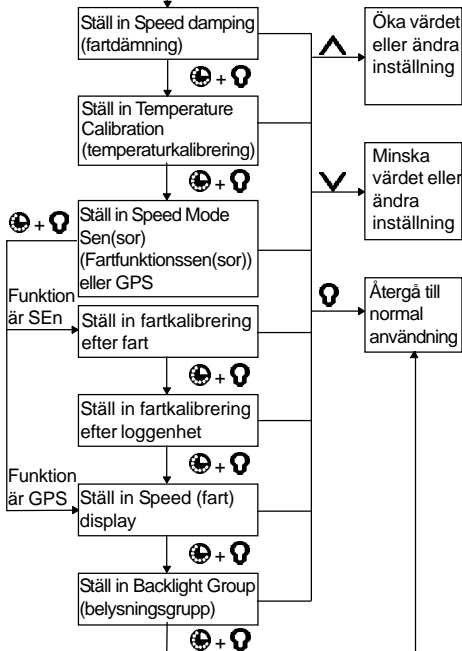 Ställ in Speed damping
(fartdämning)
+
Ställ in Temperature
Calibration
(temperaturkalibrering)
+
Ställ in Speed Mode
Sen(sor)
(Fartfunktionssen(sor))
eller GPS
+
Funktion
är SEn
Ställ in fartkalibrering
efter fart
+
Ställ in fartkalibrering
efter loggenhet
+
Funktion
är GPS
Ställ in Speed (fart)
display
+
Ställ in Backlight Group
(belysningsgrupp)
+
Öka värdet
eller ändra
inställning
Minska
värdet eller
ändra
inställning
Återgå till
normal
användning